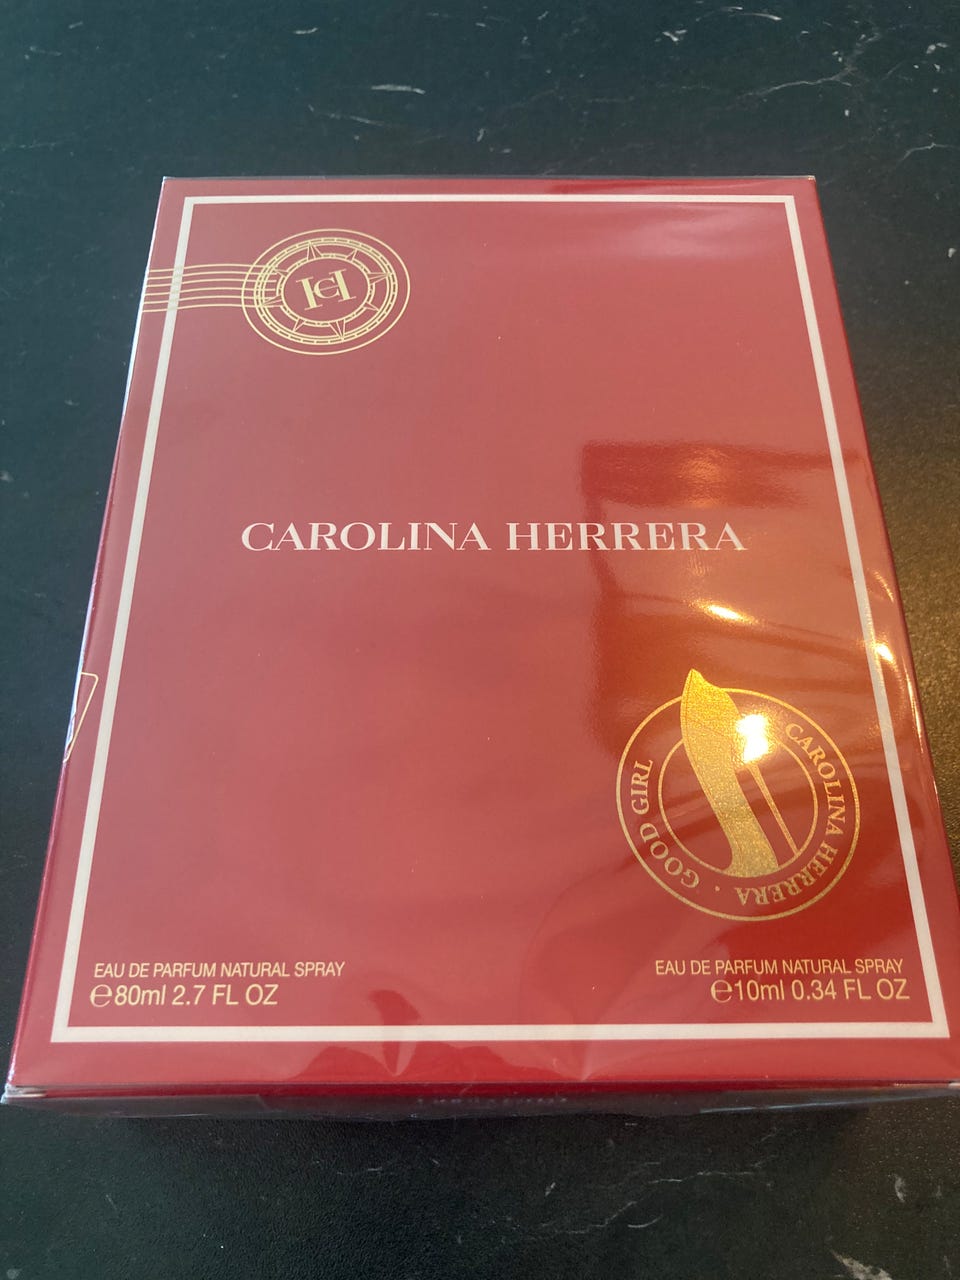 CH
CAROLINA HERRERA
GOOD GIRL
CAROLINA HERRERA ·
EAU DE PARFUM NATURAL SPRAY
℮80ml 2.7 FL OZ
EAU DE PARFUM NATURAL SPRAY
℮10ml 0.34 FL OZ